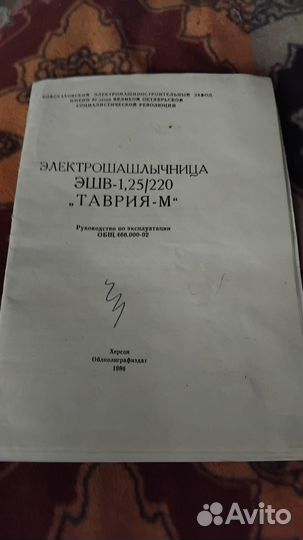 НОВОКАХОВСКИЙ ЭЛЕКТРОМАШИНОСТРОИТЕЛЬНЫЙ ЗАВОД
ИМЕНИ 50-летия ВЕЛИКОЙ ОКТЯБРЬСКОЙ
СОЦИАЛИСТИЧЕСКОЙ РЕВОЛЮЦИИ
ЭЛЕКТРОШАШЛЫЧНИЦА
ЭШВ-1,25/220
„ТАВРИЯ-М“
Руководство по эксплуатации
ОБЩ.466.000-02
Херсон
Облполиграфиздат
1986
Avito